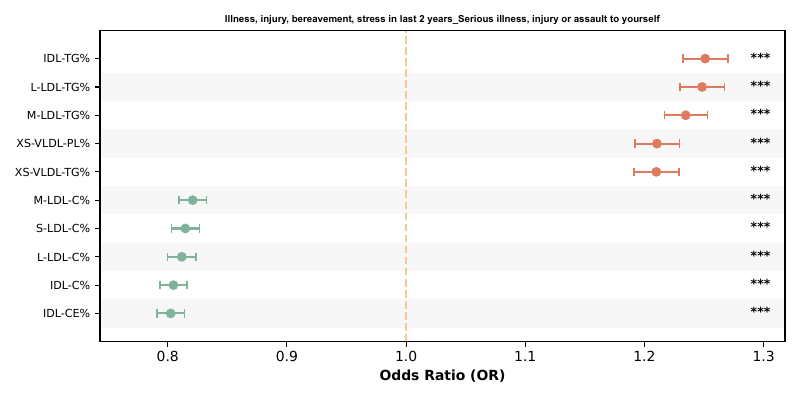 Illness, injury, bereavement, stress in last 2 years_Serious illness, injury or assault to yourself
IDL-TG% ***
L-LDL-TG% ***
M-LDL-TG% ***
XS-VLDL-PL% ***
XS-VLDL-TG% ***
M-LDL-C% ***
S-LDL-C% ***
L-LDL-C% ***
IDL-C% ***
IDL-CE% ***
0.8 0.9 1.0 1.1 1.2 1.3
Odds Ratio (OR)